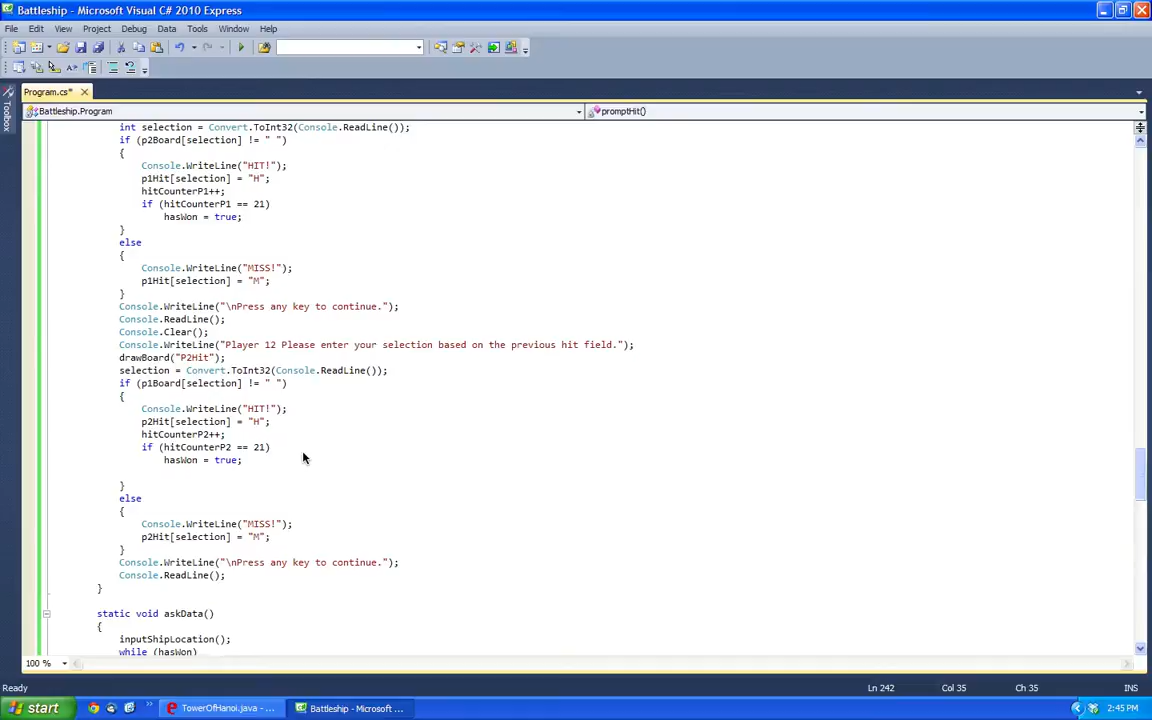 Battleship - Microsoft Visual C# 2010 Express
File Edit View Project Debug Data Tools Window Help
Program.cs*
Toolbox
Battleship.Program promptHit()
int selection = Convert.ToInt32(Console.ReadLine());
if (p2Board[selection] != " ")
{
Console.WriteLine("HIT!");
p1Hit[selection] = "H";
hitCounterP1++;
if (hitCounterP1 == 21)
hasWon = true;
}
else
{
Console.WriteLine("MISS!");
p1Hit[selection] = "M";
}
Console.WriteLine("\nPress any key to continue.");
Console.ReadLine();
Console.Clear();
Console.WriteLine("Player 12 Please enter your selection based on the previous hit field.");
drawBoard("P2Hit");
selection = Convert.ToInt32(Console.ReadLine());
if (p1Board[selection] != " ")
{
Console.WriteLine("HIT!");
p2Hit[selection] = "H";
hitCounterP2++;
if (hitCounterP2 == 21)
hasWon = true;
}
else
{
Console.WriteLine("MISS!");
p2Hit[selection] = "M";
}
Console.WriteLine("\nPress any key to continue.");
Console.ReadLine();
}
static void askData()
{
inputShipLocation();
while (hasWon)
100 %
Ready Ln 242 Col 35 Ch 35 INS
start TowerOfHanoi.java - ... Battleship - Microsoft ... 2:45 PM